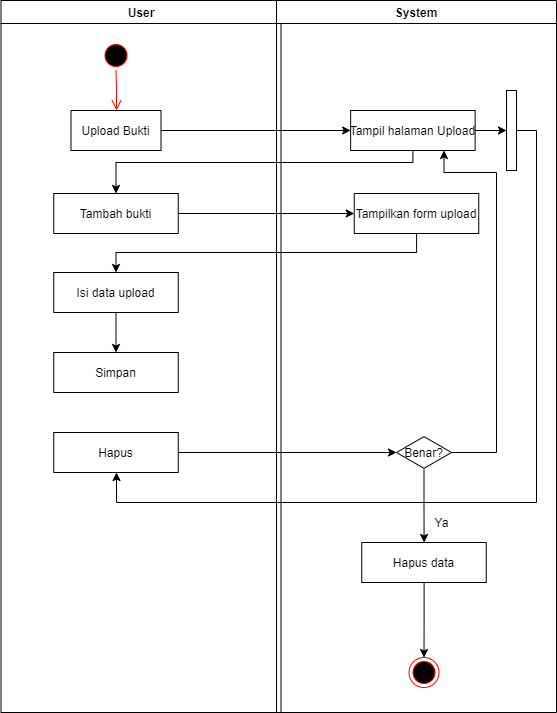 User
System
Upload Bukti
Tampil halaman Upload
Tambah bukti
Tampilkan form upload
Isi data upload
Simpan
Hapus
Benar?
Ya
Hapus data